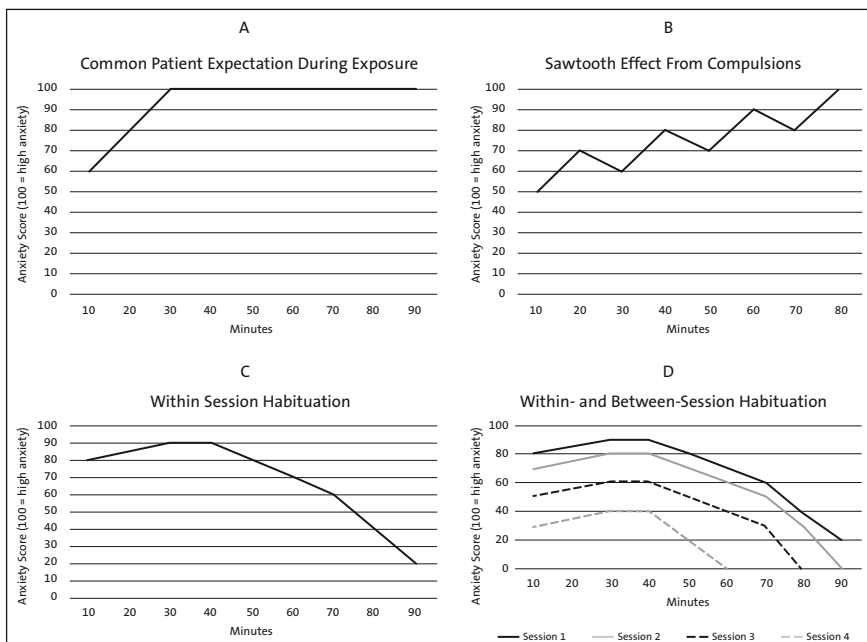 A
Common Patient Expectation During Exposure
Anxiety Score (100 = high anxiety)
100
90
80
70
60
50
40
30
20
10
0
10 20 30 40 50 60 70 80 90
Minutes
B
Sawtooth Effect From Compulsions
Anxiety Score (100 = high anxiety)
100
90
80
70
60
50
40
30
20
10
0
10 20 30 40 50 60 70 80
Minutes
C
Within Session Habituation
Anxiety Score (100 = high anxiety)
100
90
80
70
60
50
40
30
20
10
0
10 20 30 40 50 60 70 80 90
Minutes
D
Within- and Between-Session Habituation
Anxiety Score (100 = high anxiety)
100
80
60
40
20
0
10 20 30 40 50 60 70 80 90
Minutes
Session 1 Session 2 Session 3 Session 4